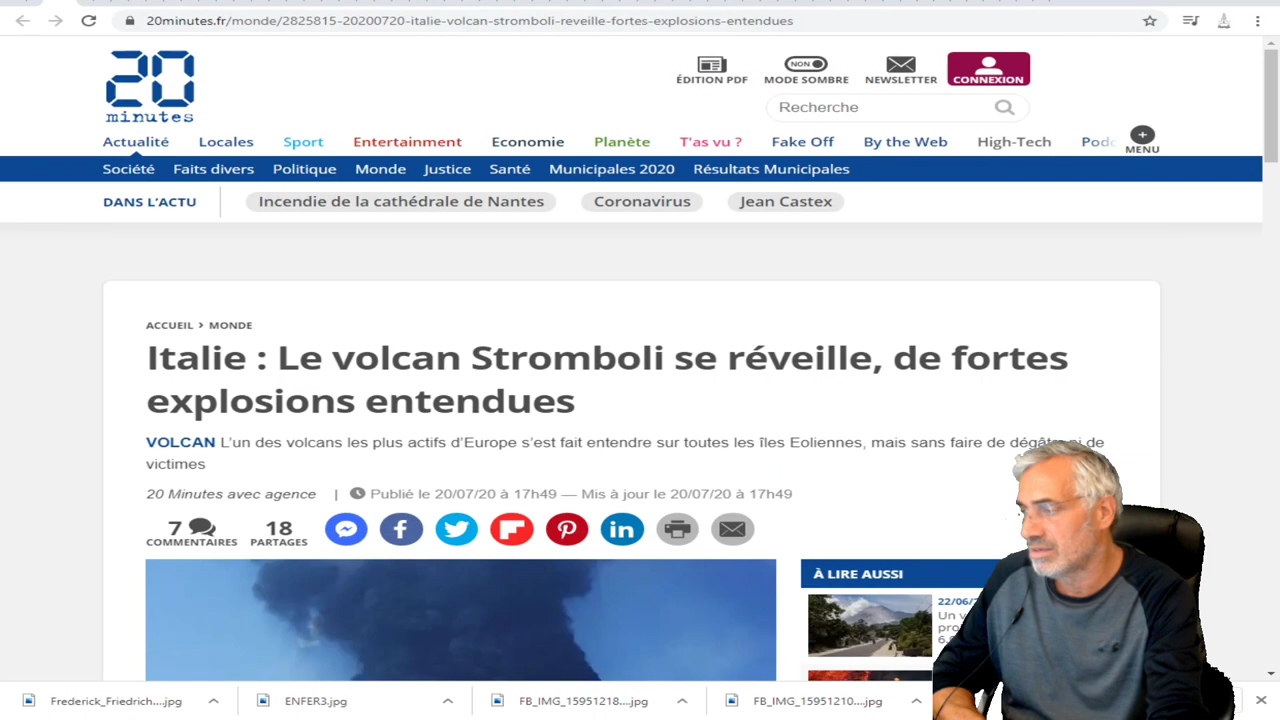 20minutes.fr/monde/2825815-20200720-italie-volcan-stromboli-reveille-fortes-explosions-entendues
20
minutes
ÉDITION PDF
NON
MODE SOMBRE
NEWSLETTER
CONNEXION
Recherche
Actualité Locales Sport Entertainment Economie Planète T'as vu ? Fake Off By the Web High-Tech
MENU
Société Faits divers Politique Monde Justice Santé Municipales 2020 Résultats Municipales
DANS L'ACTU Incendie de la cathédrale de Nantes Coronavirus Jean Castex
ACCUEIL › MONDE
Italie : Le volcan Stromboli se réveille, de fortes
explosions entendues
VOLCAN L'un des volcans les plus actifs d'Europe s'est fait entendre sur toutes les îles Eoliennes, mais sans faire de dégâts ni de
victimes
20 Minutes avec agence | Publié le 20/07/20 à 17h49 — Mis à jour le 20/07/20 à 17h49
7
COMMENTAIRES
18
PARTAGES
À LIRE AUSSI
22/06/
Un v
pro
6.
Frederick_Friedrich....jpg ENFER3.jpg FB_IMG_15951218...jpg FB_IMG_15951210...jpg